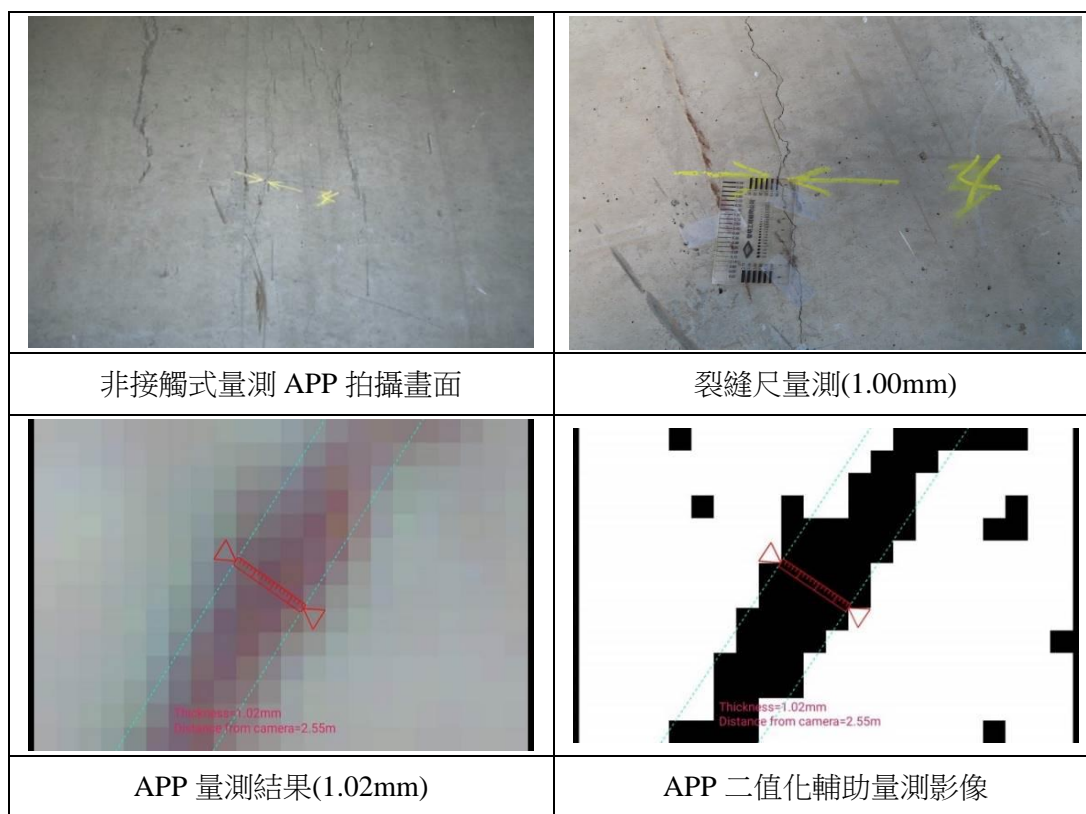 非接觸式量測 APP 拍攝畫面
裂縫尺量測(1.00mm)
Thickness=1.02mm
Distance from camera=2.55m
Thickness=1.02mm
Distance from camera=2.55m
APP 量測結果(1.02mm)
APP 二值化輔助量測影像